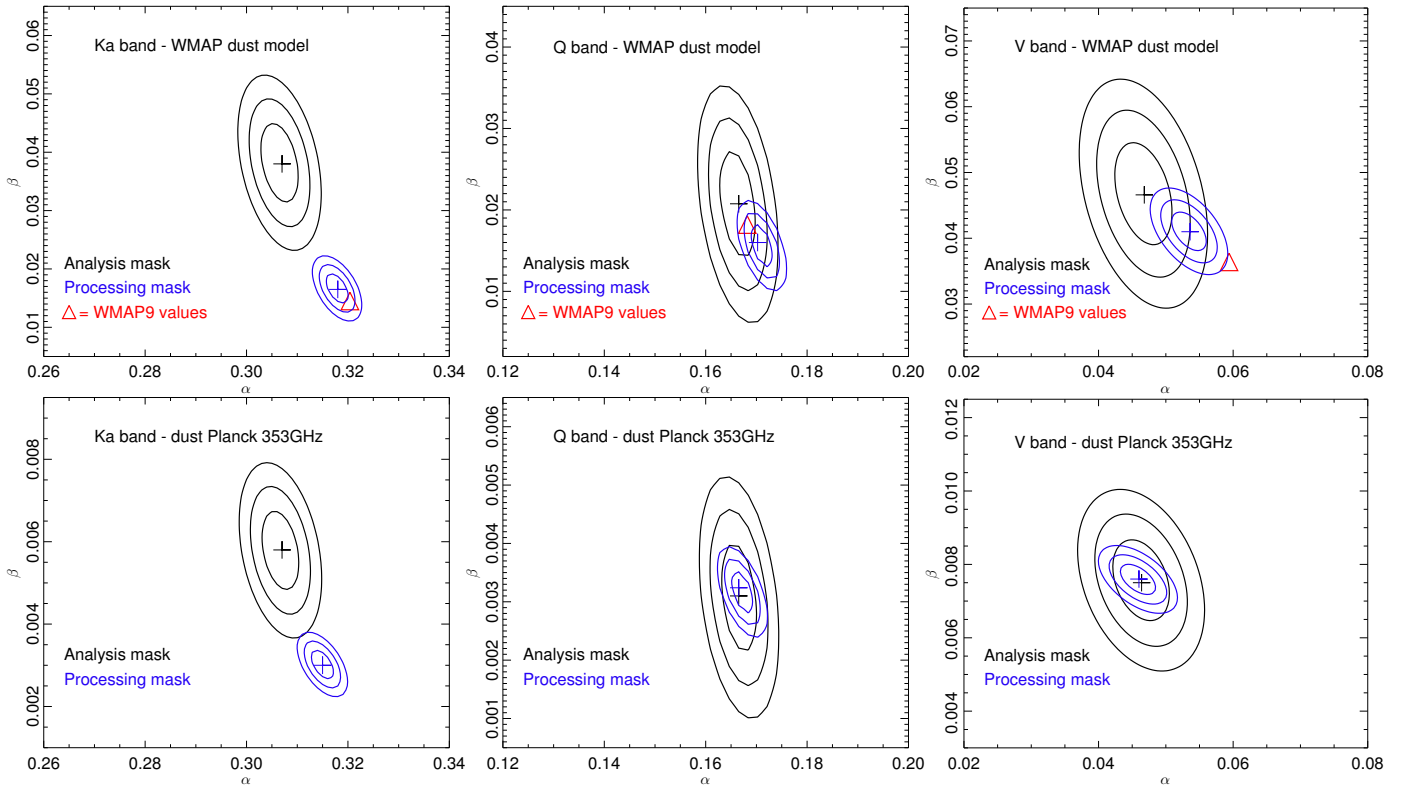 Ka band - WMAP dust model
0.06
0.05
0.04
0.03
0.02
0.01
β
Analysis mask
Processing mask
△ = WMAP9 values
0.26 0.28 0.30 0.32 0.34
α
Q band - WMAP dust model
0.04
0.03
0.02
0.01
β
Analysis mask
Processing mask
△ = WMAP9 values
0.12 0.14 0.16 0.18 0.20
α
V band - WMAP dust model
0.07
0.06
0.05
0.04
0.03
β
Analysis mask
Processing mask
△ = WMAP9 values
0.02 0.04 0.06 0.08
α
Ka band - dust Planck 353GHz
0.008
0.006
0.004
0.002
β
Analysis mask
Processing mask
0.26 0.28 0.30 0.32 0.34
α
Q band - dust Planck 353GHz
0.006
0.005
0.004
0.003
0.002
0.001
β
Analysis mask
Processing mask
0.12 0.14 0.16 0.18 0.20
α
V band - dust Planck 353GHz
0.012
0.010
0.008
0.006
0.004
β
Analysis mask
Processing mask
0.02 0.04 0.06 0.08
α